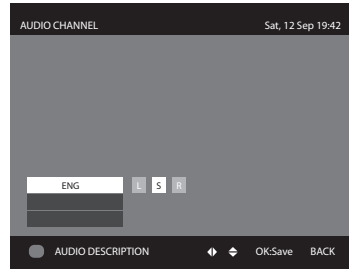 AUDIO CHANNEL Sat, 12 Sep 19:42
ENG L S R
AUDIO DESCRIPTION OK:Save BACK